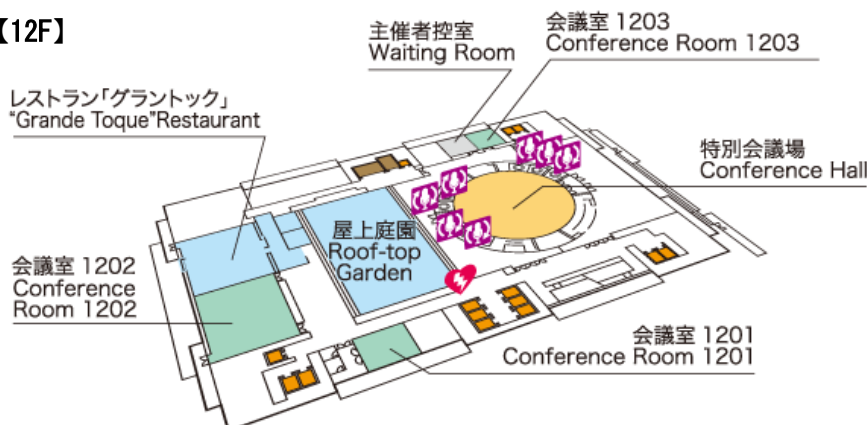 【12F】
主催者控室
Waiting Room
会議室 1203
Conference Room 1203
レストラン「グラントック」
“Grande Toque”Restaurant
特別会議場
Conference Hall
屋上庭園
Roof-top
Garden
会議室 1202
Conference
Room 1202
会議室 1201
Conference Room 1201